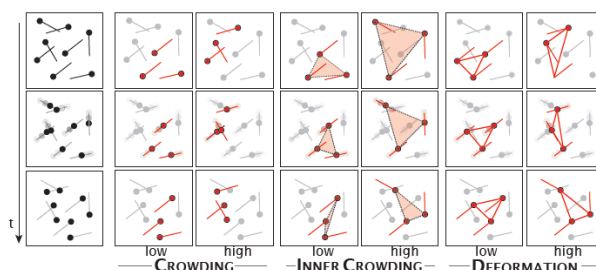 t
low high low high low high
CROWDING INNER CROWDING DEFORMATION